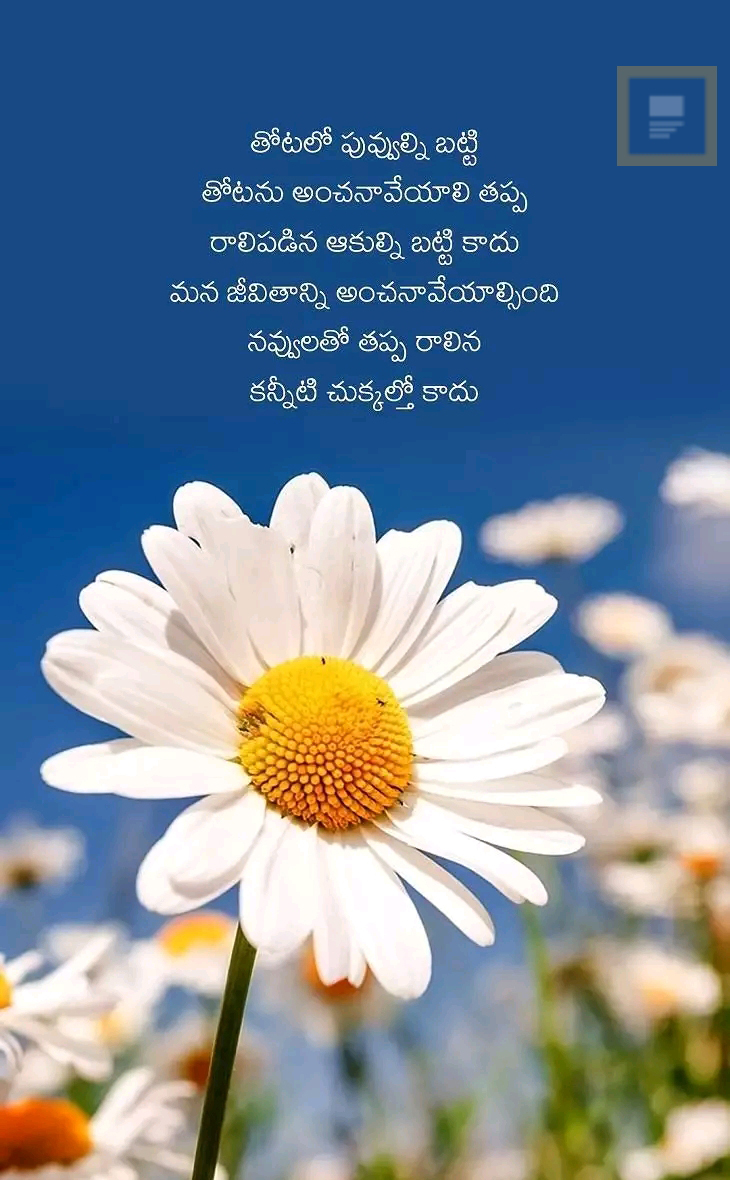 తోటలో పువ్వుల్ని బట్టి
తోటను అంచనావేయాలి తప్ప
రాలిపడిన ఆకుల్ని బట్టి కాదు
మన జీవితాన్ని అంచనావేయాల్సింది
నవ్వులతో తప్ప రాలిన
కన్నీటి చుక్కల్తో కాదు